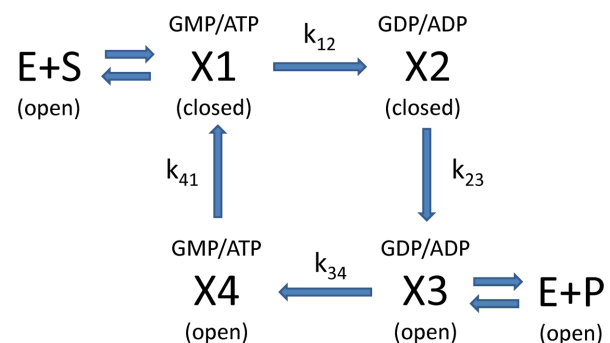 GMP/ATP
GDP/ADP
k12
E+S
X1
X2
(open)
(closed)
(closed)
k41
k23
GMP/ATP
GDP/ADP
k34
X4
X3
E+P
(open)
(open)
(open)